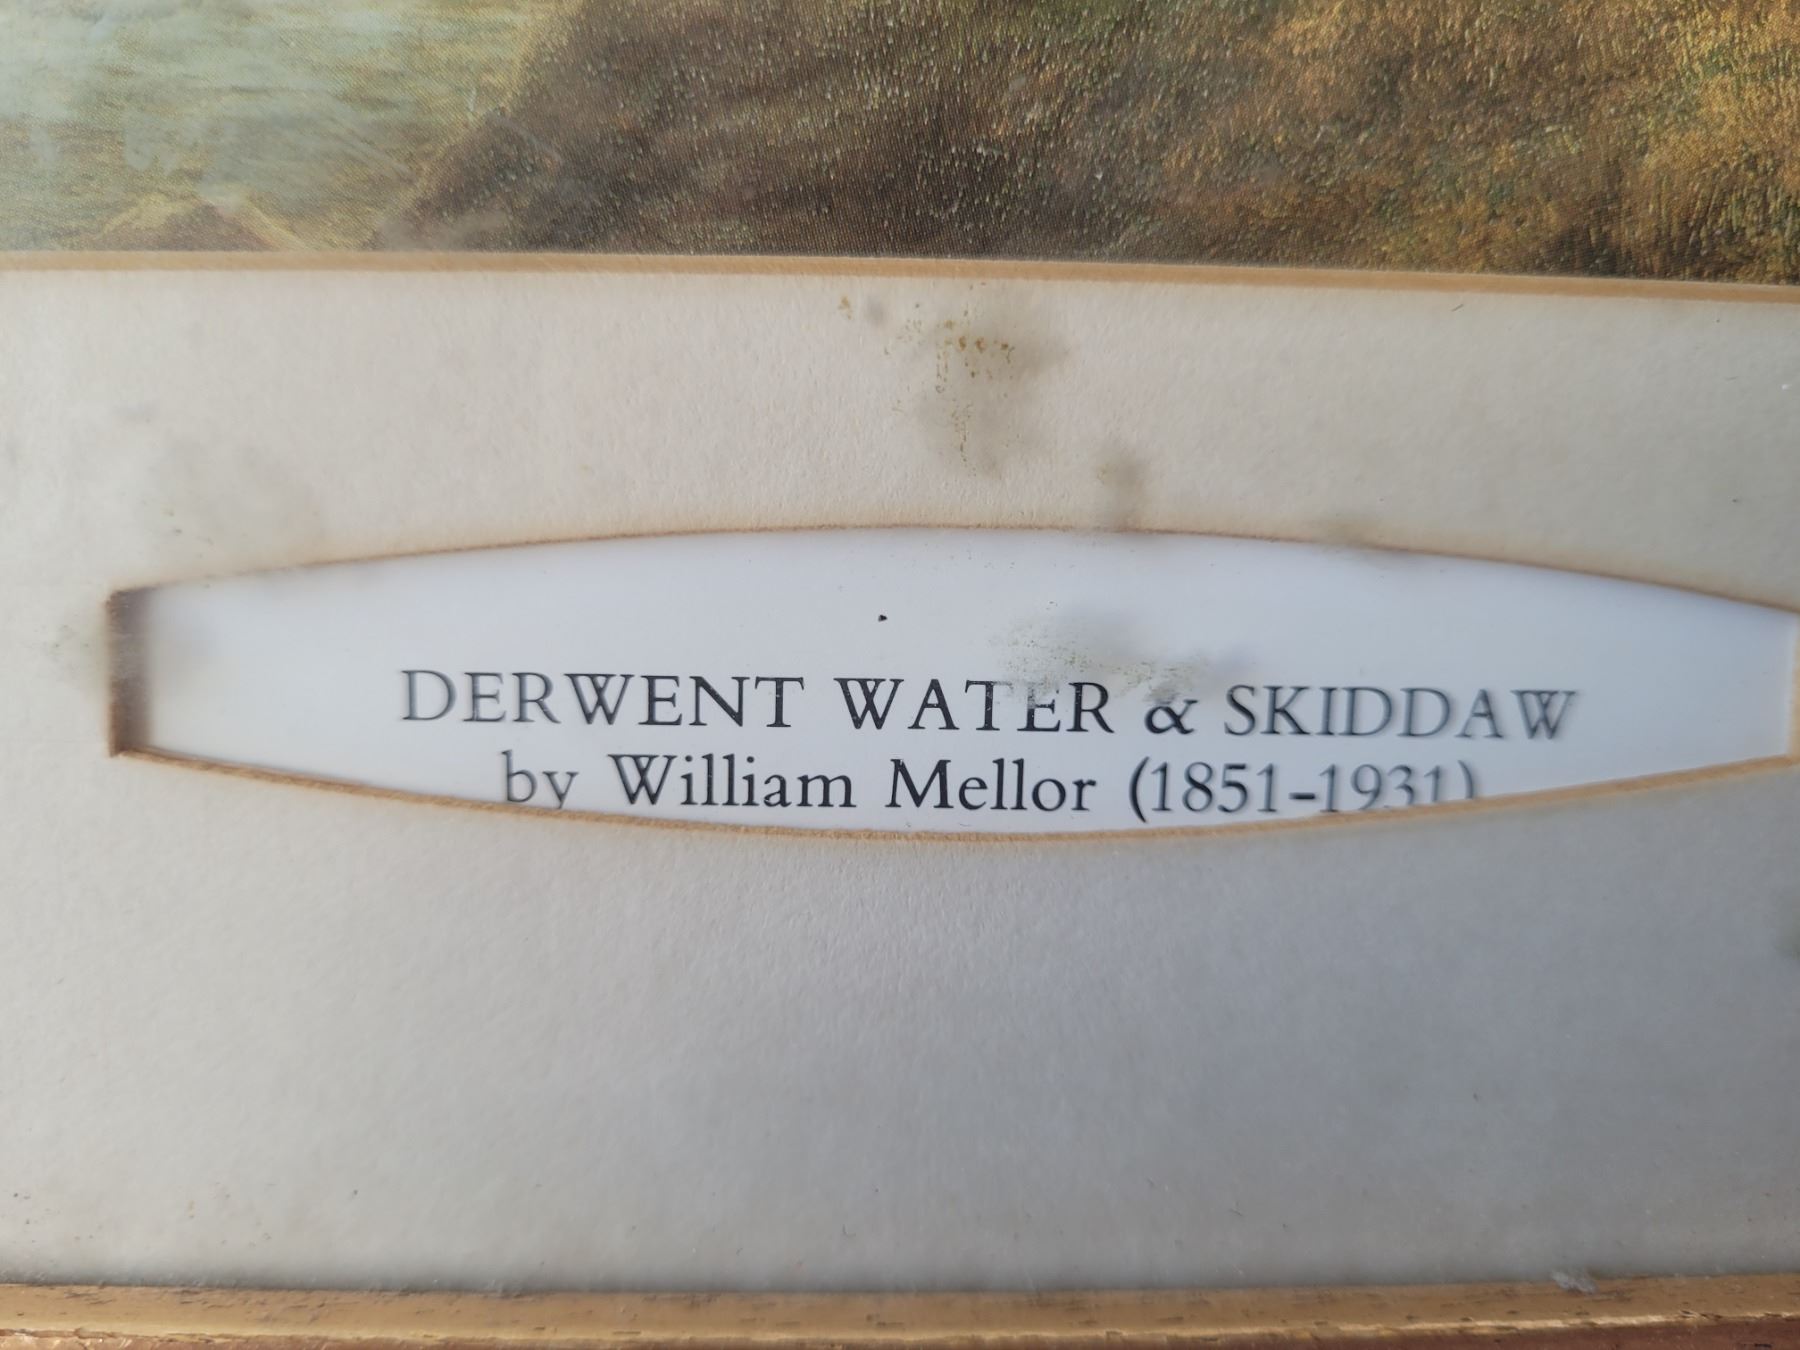 DERWENT WATER & SKIDDAW
by William Mellor (1851-1931)